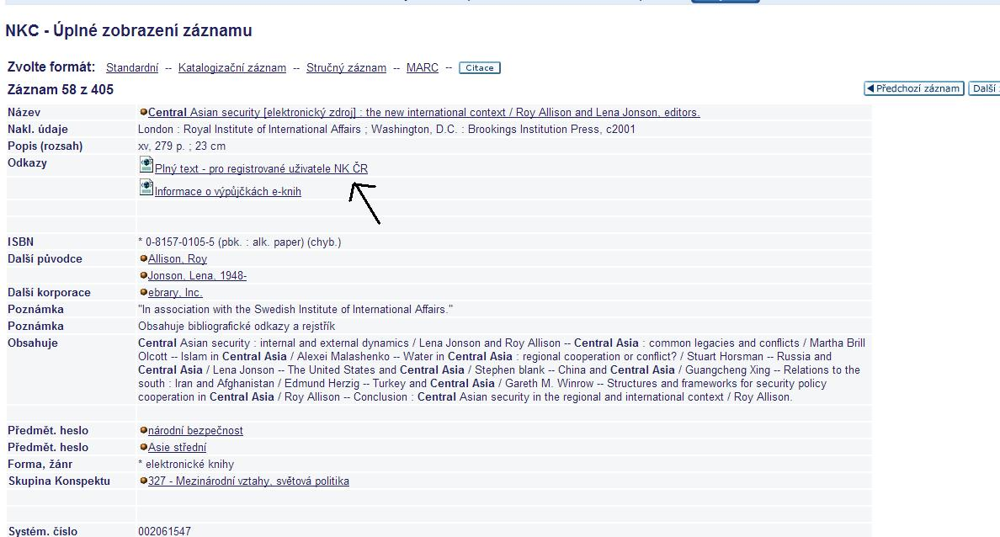 NKC - Úplné zobrazení záznamu
Zvolte formát: Standardní -- Katalogizační záznam -- Stručný záznam -- MARC -- Citace
Záznam 58 z 405
Předchozí záznam Další
Název Central Asian security [elektronický zdroj] : the new international context / Roy Allison and Lena Jonson, editors.
Nakl. údaje London : Royal Institute of International Affairs ; Washington, D.C. : Brookings Institution Press, c2001
Popis (rozsah) xv, 279 p. ; 23 cm
Odkazy Plný text - pro registrované uživatele NK ČR
Informace o výpůjčkách e-knih
ISBN * 0-8157-0105-5 (pbk. : alk. paper) (chyb.)
Další původce Allison, Roy
Jonson, Lena, 1948-
Další korporace ebrary, Inc.
Poznámka "In association with the Swedish Institute of International Affairs."
Poznámka Obsahuje bibliografické odkazy a rejstřík
Obsahuje Central Asian security : internal and external dynamics / Lena Jonson and Roy Allison -- Central Asia : common legacies and conflicts / Martha Brill
Olcott -- Islam in Central Asia / Alexei Malashenko -- Water in Central Asia : regional cooperation or conflict? / Stuart Horsman -- Russia and
Central Asia / Lena Jonson -- The United States and Central Asia / Stephen blank -- China and Central Asia / Guangcheng Xing -- Relations to the
south : Iran and Afghanistan / Edmund Herzig -- Turkey and Central Asia / Gareth M. Winrow -- Structures and frameworks for security policy
cooperation in Central Asia / Roy Allison -- Conclusion : Central Asian security in the regional and international context / Roy Allison.
Předmět. heslo národní bezpečnost
Předmět. heslo Asie střední
Forma, žánr * elektronické knihy
Skupina Konspektu 327 - Mezinárodní vztahy, světová politika
Systém. číslo 002061547